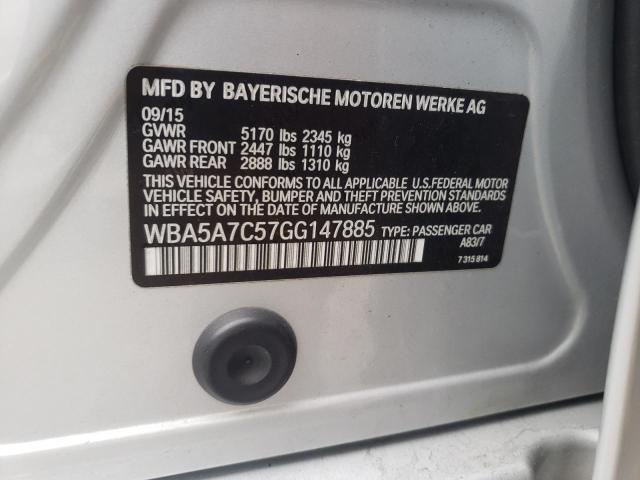 MFD BY BAYERISCHE MOTOREN WERKE AG
09/15
GVWR 5170 lbs 2345 kg
GAWR FRONT 2447 lbs 1110 kg
GAWR REAR 2888 lbs 1310 kg
THIS VEHICLE CONFORMS TO ALL APPLICABLE U.S.FEDERAL MOTOR
VEHICLE SAFETY, BUMPER AND THEFT PREVENTION STANDARDS
IN EFFECT ON THE DATE OF MANUFACTURE SHOWN ABOVE.
WBA5A7C57GG147885 TYPE: PASSENGER CAR
A83/7
7 315 814